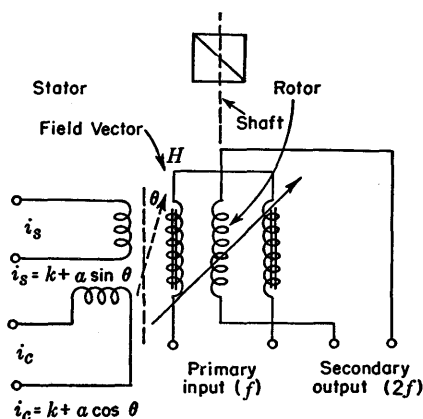 Stator
Rotor
Shaft
Field Vector
H
θ
i_s
i_s = k + a sin θ
i_c
i_c = k + a cos θ
Primary
input (f)
Secondary
output (2f)